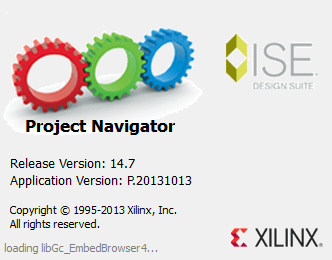 ISE
DESIGN SUITE
Project Navigator
Release Version: 14.7
Application Version: P.20131013
Copyright © 1995-2013 Xilinx, Inc.
All rights reserved.
loading libGc_EmbedBrowser4...
XILINX